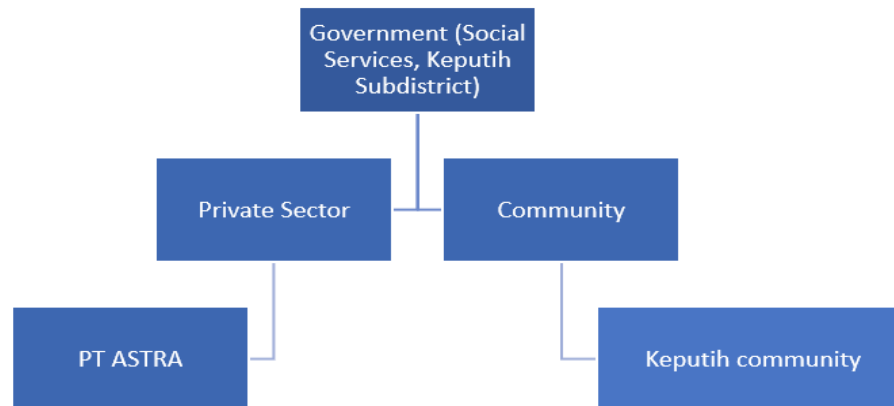 Government (Social
Services, Keputih
Subdistrict)
Private Sector
Community
PT ASTRA
Keputih community